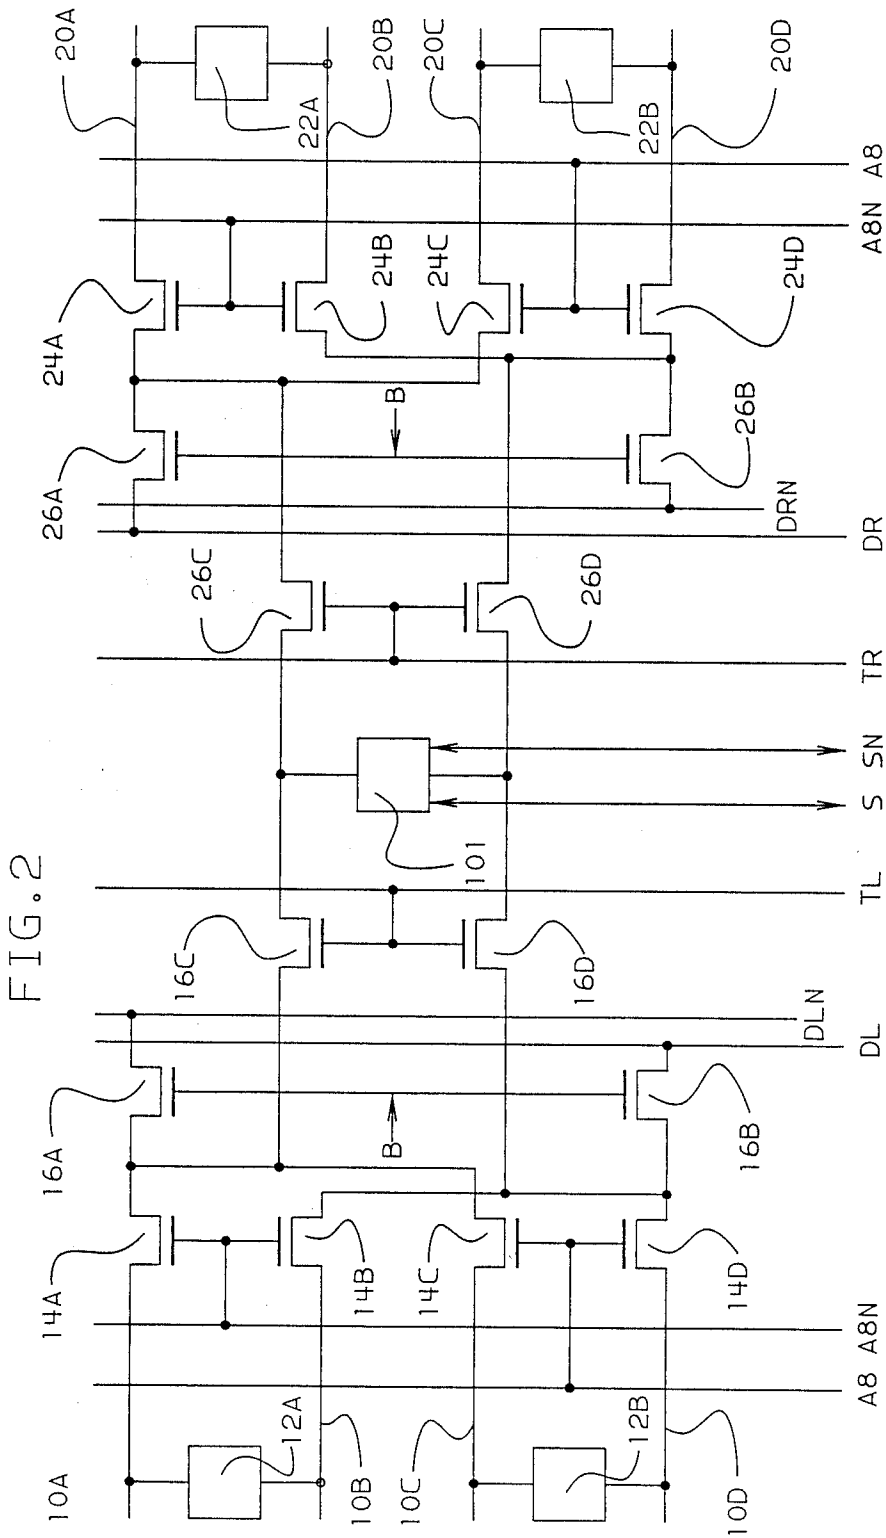 FIG.2
20A
22A
20B
20C
22B
20D
A8
A8N
24A
24B
24C
24D
26A
B
26B
DRN
DR
26C
26D
TR
SN
S
101
TL
16C
16D
DLN
DL
16A
B
16B
14A
14B
14C
14D
A8N
A8
10A
12A
10B
10C
12B
10D